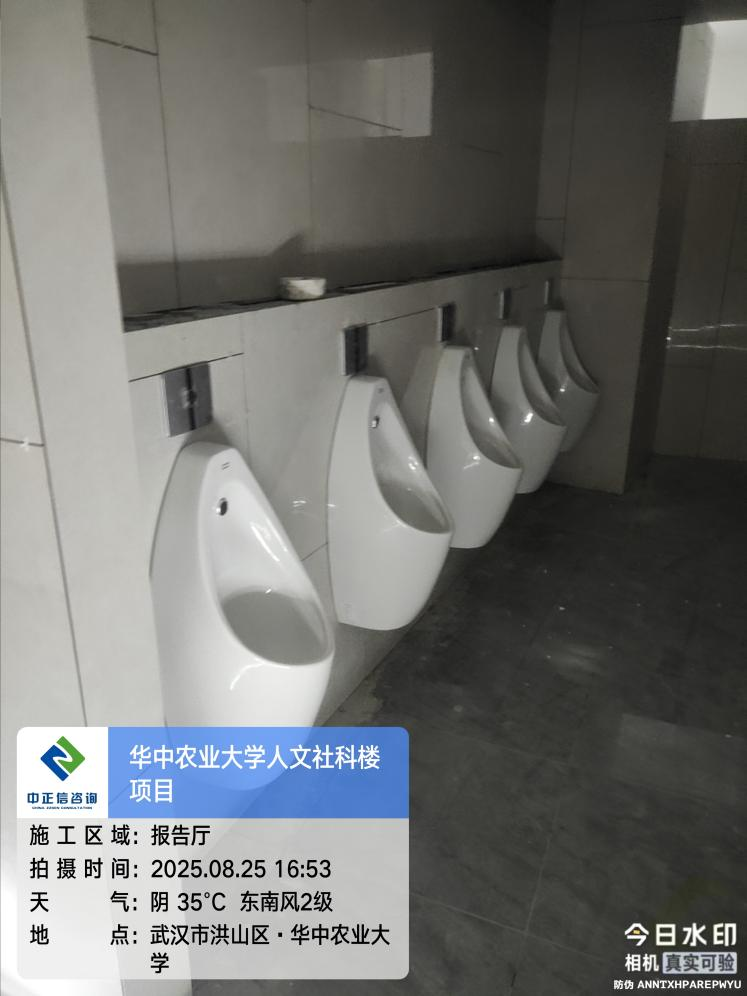 中正信咨询
华中农业大学人文社科楼
项目
施工区域：报告厅
拍摄时间：2025.08.25 16:53
天气：阴 35°C 东南风2级
地点：武汉市洪山区·华中农业大
学
今日水印
相机 真实可验
防伪 ANNTXHPAREPWYU